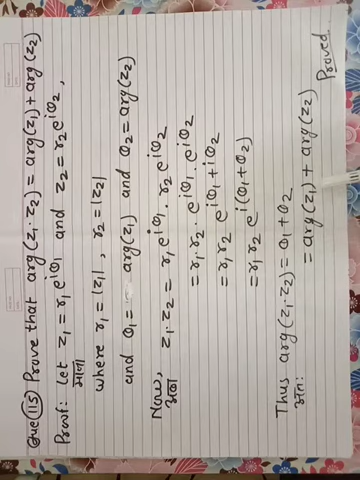 Que (115) Prove that arg(z₁.z₂) = arg(z₁) + arg(z₂)
Proof: Let z₁ = r₁e^iθ₁ and z₂ = r₂e^iθ₂,
माना
where r₁ = |z₁|, r₂ = |z₂|
and θ₁ = arg(z₁) and θ₂ = arg(z₂)
Now, z₁.z₂ = r₁e^iθ₁ . r₂e^iθ₂
अब
= r₁r₂.e^iθ₁.e^iθ₂
= r₁r₂ e^iθ₁+iθ₂
= r₁r₂ e^i(θ₁+θ₂)
Thus arg(z₁.z₂) = θ₁+θ₂
अतः
= arg(z₁) + arg(z₂)
Proved